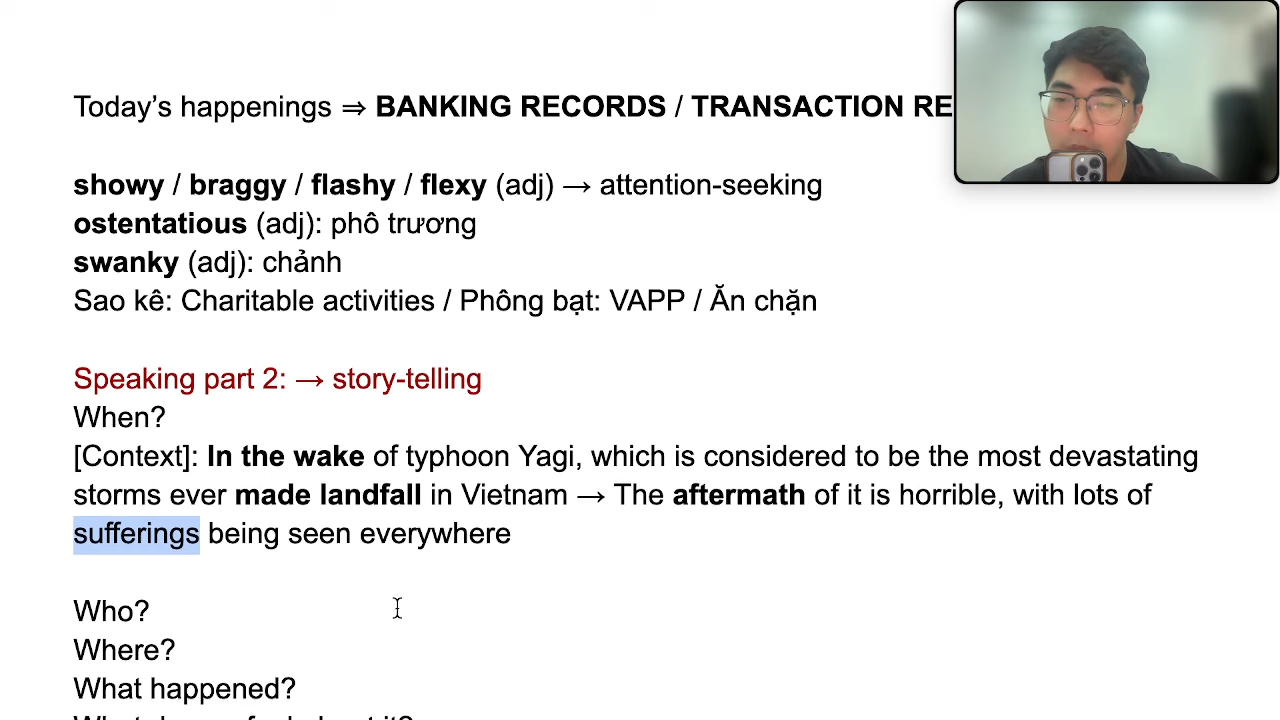 Today’s happenings ⇒ BANKING RECORDS / TRANSACTION
showy / braggy / flashy / flexy (adj) → attention-seeking
ostentatious (adj): phô trương
swanky (adj): chảnh
Sao kê: Charitable activities / Phông bạt: VAPP / Ăn chặn
Speaking part 2: → story-telling
When?
[Context]: In the wake of typhoon Yagi, which is considered to be the most devastating
storms ever made landfall in Vietnam → The aftermath of it is horrible, with lots of
sufferings being seen everywhere
Who?
Where?
What happened?